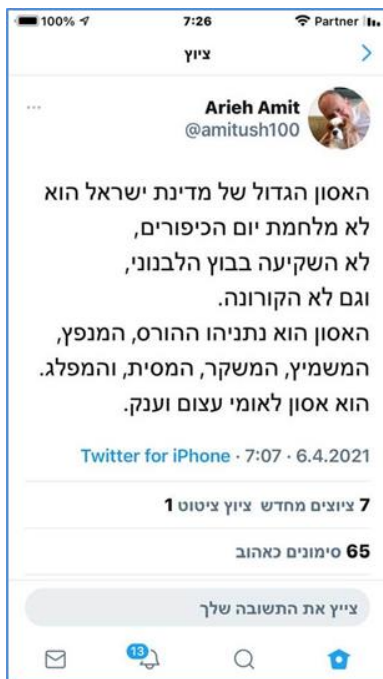 100% 7:26 Partner
ציוץ
Arieh Amit
@amitush100
האסון הגדול של מדינת ישראל הוא
לא מלחמת יום הכיפורים,
לא השקיעה בבוץ הלבנוני,
וגם לא הקורונה.
האסון הוא נתניהו ההורס, המנפץ,
המשמיץ, המשקר, המסית, והמפלג.
הוא אסון לאומי עצום וענק.
Twitter for iPhone · 7:07 · 6.4.2021
7 ציוצים מחדש ציוץ ציטוט 1
65 סימונים כאהוב
צייץ את התשובה שלך
13